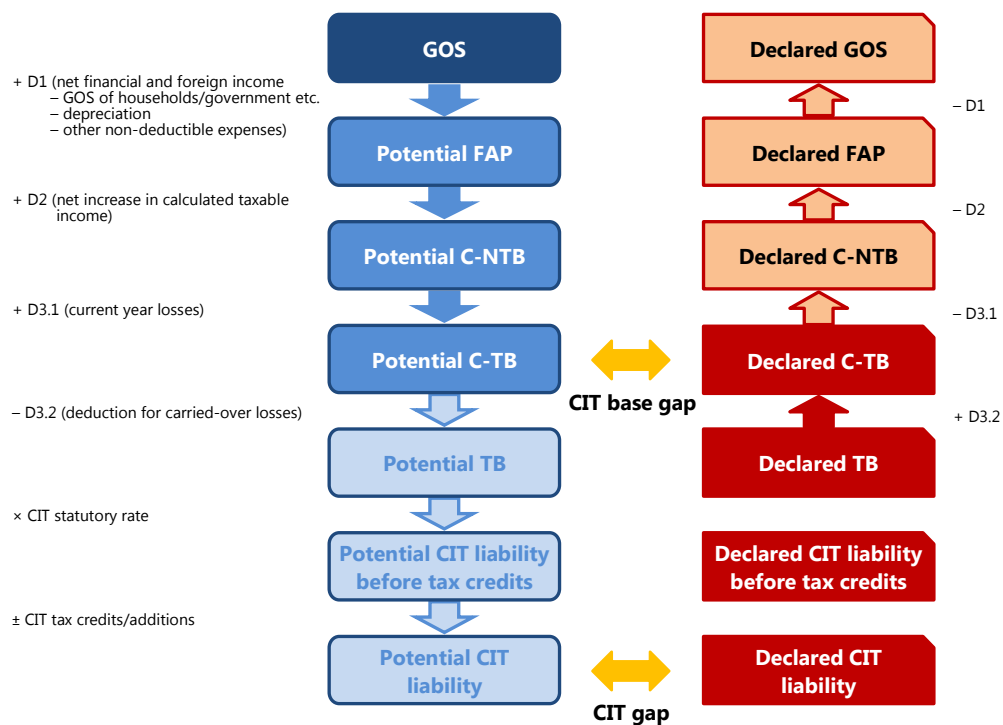 GOS
Declared GOS
+ D1 (net financial and foreign income
– GOS of households/government etc.
– depreciation
– other non-deductible expenses)
– D1
Potential FAP
Declared FAP
+ D2 (net increase in calculated taxable
income)
– D2
Potential C-NTB
Declared C-NTB
+ D3.1 (current year losses)
– D3.1
Potential C-TB
Declared C-TB
CIT base gap
– D3.2 (deduction for carried-over losses)
+ D3.2
Potential TB
Declared TB
× CIT statutory rate
Potential CIT liability
before tax credits
Declared CIT liability
before tax credits
± CIT tax credits/additions
Potential CIT
liability
Declared CIT
liability
CIT gap